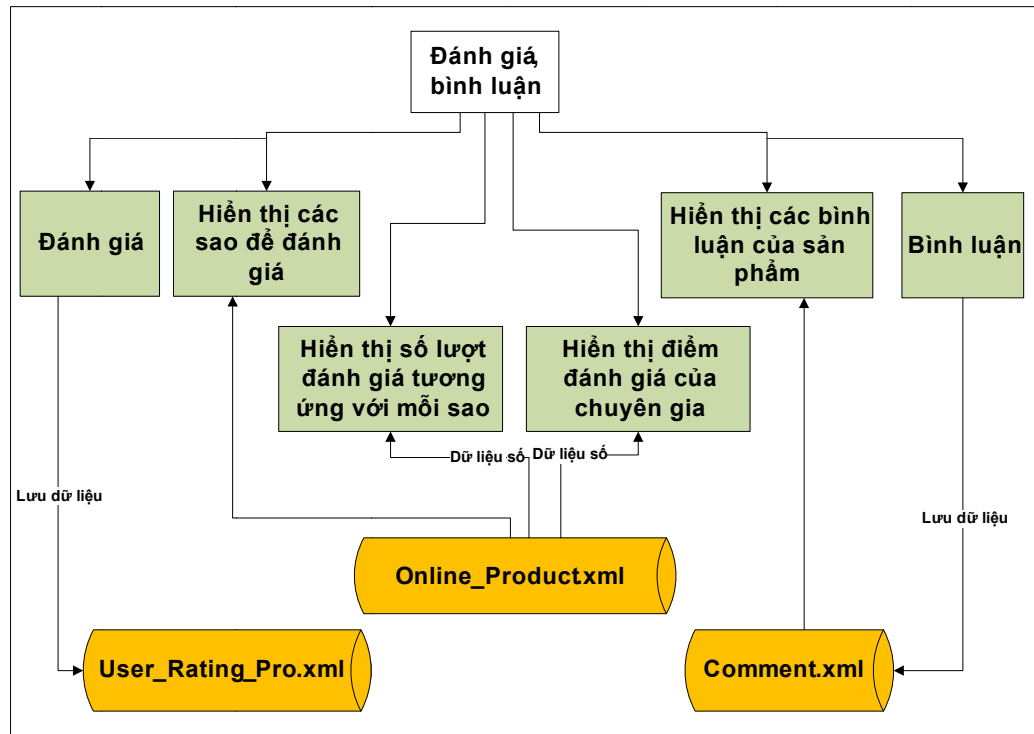 Đánh giá,
bình luận
Đánh giá
Hiển thị các
sao để đánh
giá
Hiển thị các bình
luận của sản
phẩm
Bình luận
Hiển thị số lượt
đánh giá tương
ứng với mỗi sao
Hiển thị điểm
đánh giá của
chuyên gia
Dữ liệu số
Dữ liệu số
Lưu dữ liệu
Lưu dữ liệu
Online_Product.xml
User_Rating_Pro.xml
Comment.xml